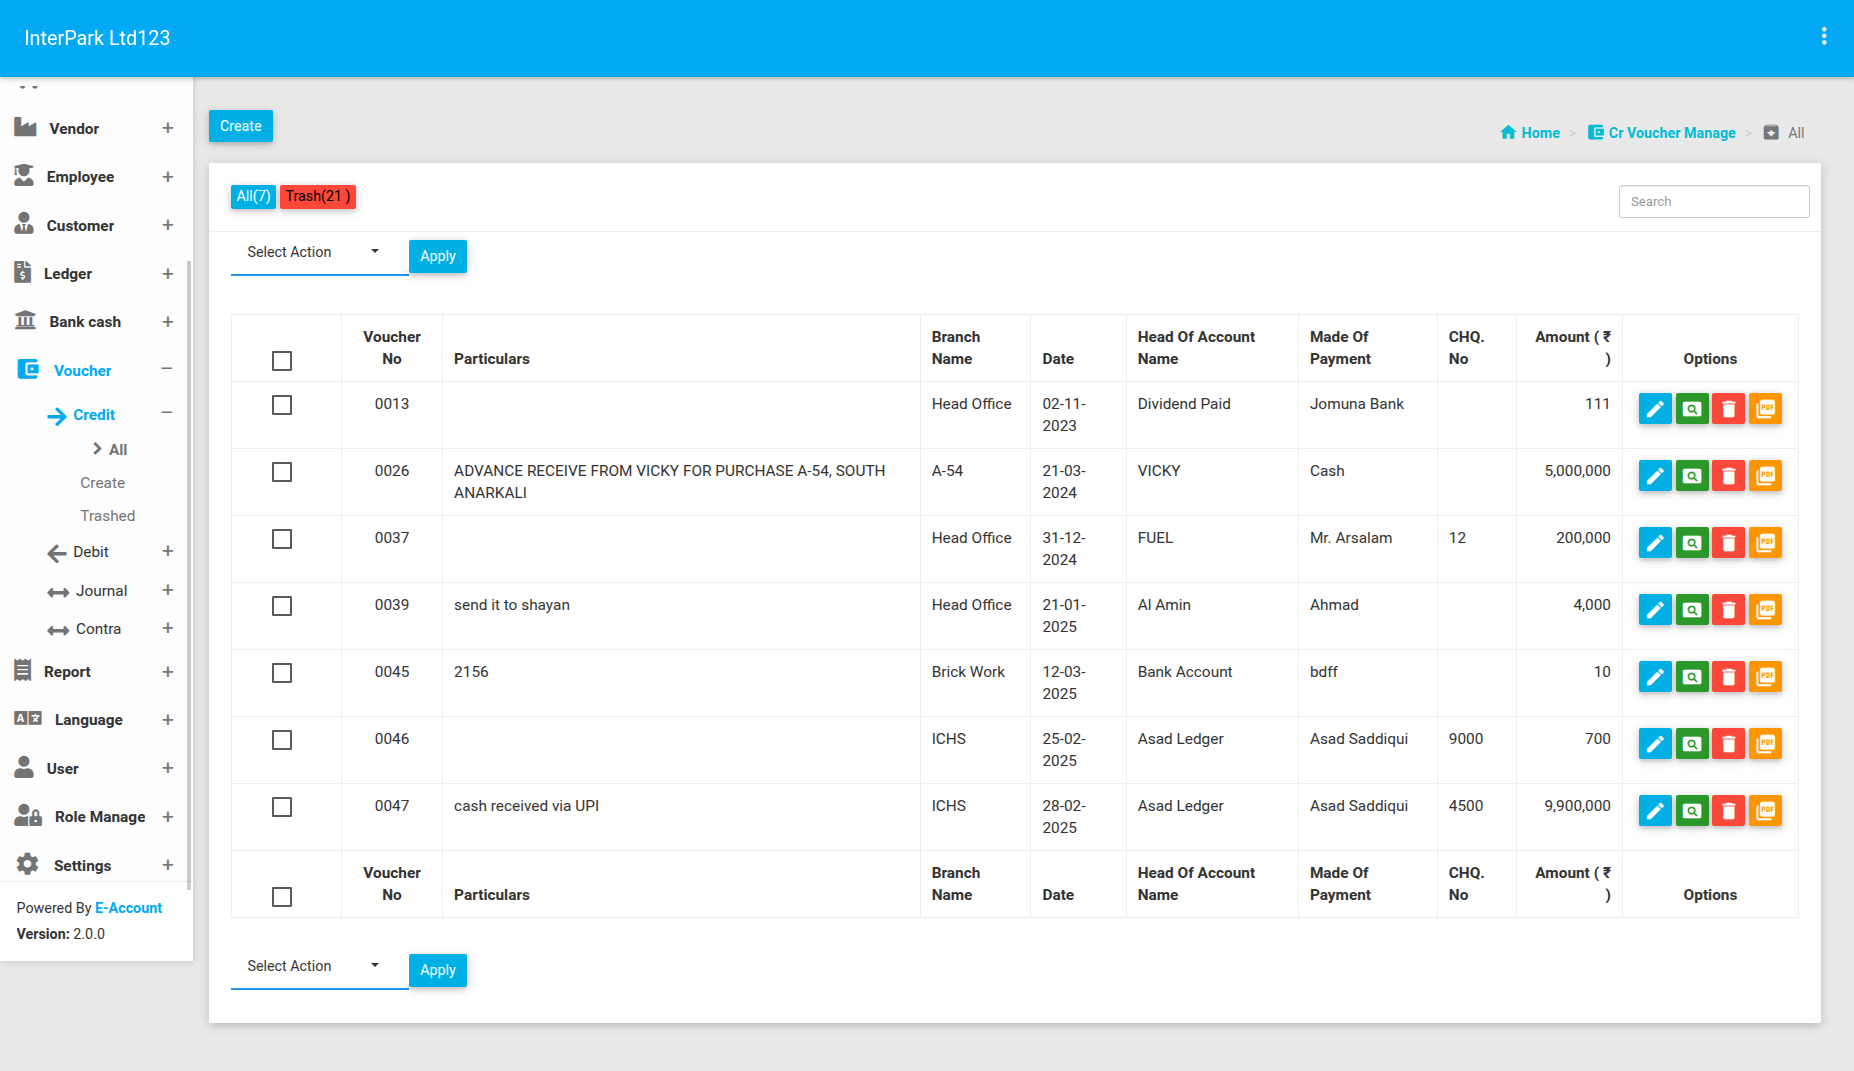 InterPark Ltd123
Vendor
Employee
Customer
Ledger
Bank cash
Voucher
Credit
All
Create
Trashed
Debit
Journal
Contra
Report
Language
User
Role Manage
Settings
Powered By E-Account
Version: 2.0.0
Create
Home > Cr Voucher Manage > All
All(7) Trash(21 )
Search
Select Action Apply
Voucher No Particulars Branch Name Date Head Of Account Name Made Of Payment CHQ. No Amount ( ₹ ) Options
0013 Head Office 02-11-2023 Dividend Paid Jomuna Bank 111
0026 ADVANCE RECEIVE FROM VICKY FOR PURCHASE A-54, SOUTH ANARKALI A-54 21-03-2024 VICKY Cash 5,000,000
0037 Head Office 31-12-2024 FUEL Mr. Arsalam 12 200,000
0039 send it to shayan Head Office 21-01-2025 Al Amin Ahmad 4,000
0045 2156 Brick Work 12-03-2025 Bank Account bdff 10
0046 ICHS 25-02-2025 Asad Ledger Asad Saddiqui 9000 700
0047 cash received via UPI ICHS 28-02-2025 Asad Ledger Asad Saddiqui 4500 9,900,000
Voucher No Particulars Branch Name Date Head Of Account Name Made Of Payment CHQ. No Amount ( ₹ ) Options
Select Action Apply